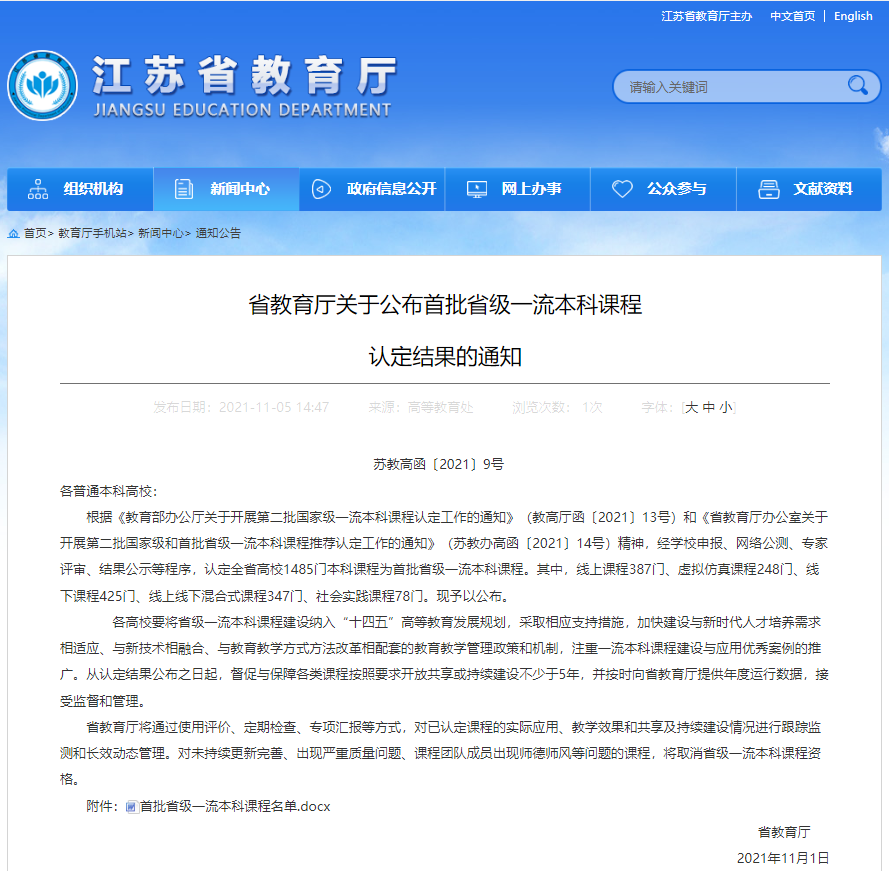 江苏省教育厅主办 中文首页 | English
江苏省教育厅
JIANGSU EDUCATION DEPARTMENT
请输入关键词
组织机构 新闻中心 政府信息公开 网上办事 公众参与 文献资料
首页> 教育厅手机站> 新闻中心> 通知公告
省教育厅关于公布首批省级一流本科课程
认定结果的通知
发布日期：2021-11-05 14:47 来源：高等教育处 浏览次数： 1次 字体：[大 中 小]
苏教高函〔2021〕9号
各普通本科高校：
根据《教育部办公厅关于开展第二批国家级一流本科课程认定工作的通知》（教高厅函〔2021〕13号）和《省教育厅办公室关于
开展第二批国家级和首批省级一流本科课程推荐认定工作的通知》（苏教办高函〔2021〕14号）精神，经学校申报、网络公测、专家
评审、结果公示等程序，认定全省高校1485门本科课程为首批省级一流本科课程。其中，线上课程387门、虚拟仿真课程248门、线
下课程425门、线上线下混合式课程347门、社会实践课程78门。现予以公布。
各高校要将省级一流本科课程建设纳入“十四五”高等教育发展规划，采取相应支持措施，加快建设与新时代人才培养需求
相适应、与新技术相融合、与教育教学方式方法改革相配套的教育教学管理政策和机制，注重一流本科课程建设与应用优秀案例的推
广。从认定结果公布之日起，督促与保障各类课程按照要求开放共享或持续建设不少于5年，并按时向省教育厅提供年度运行数据，接
受监督和管理。
省教育厅将通过使用评价、定期检查、专项汇报等方式，对已认定课程的实际应用、教学效果和共享及持续建设情况进行跟踪监
测和长效动态管理。对未持续更新完善、出现严重质量问题、课程团队成员出现师德师风等问题的课程，将取消省级一流本科课程资
格。
附件：首批省级一流本科课程名单.docx
省教育厅
2021年11月1日